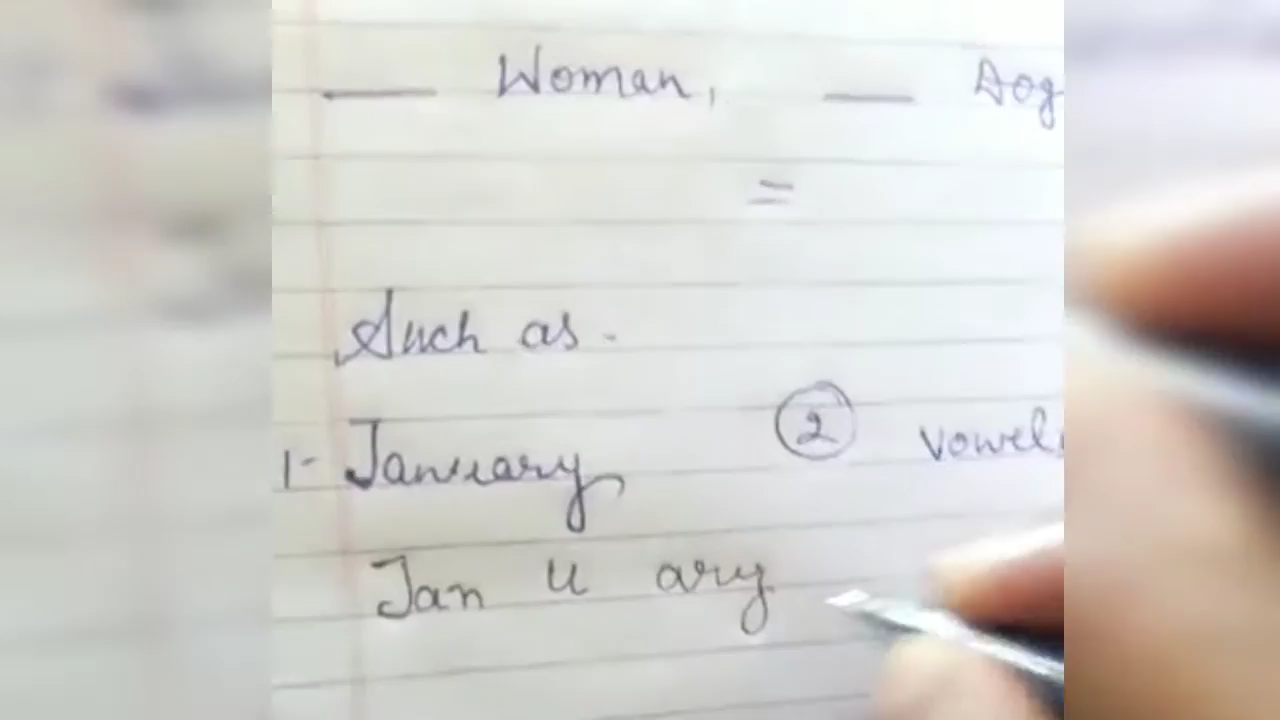 ___ Woman, ___ Dog
=
Such as -
1- January ② vowel
Jan u ary